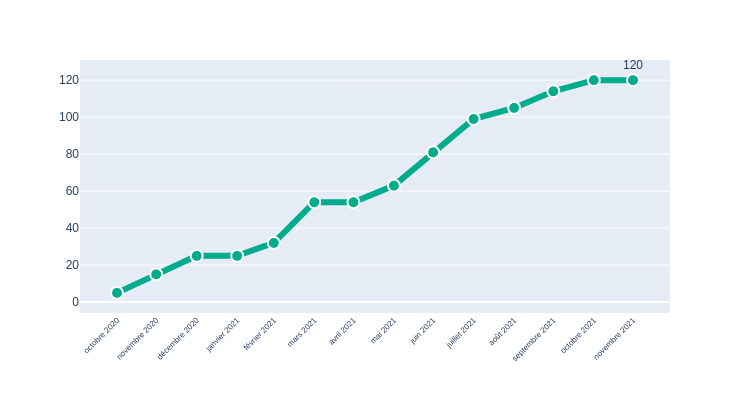 120
120
100
80
60
40
20
0
octobre 2020
novembre 2020
décembre 2020
janvier 2021
février 2021
mars 2021
avril 2021
mai 2021
juin 2021
juillet 2021
août 2021
septembre 2021
octobre 2021
novembre 2021